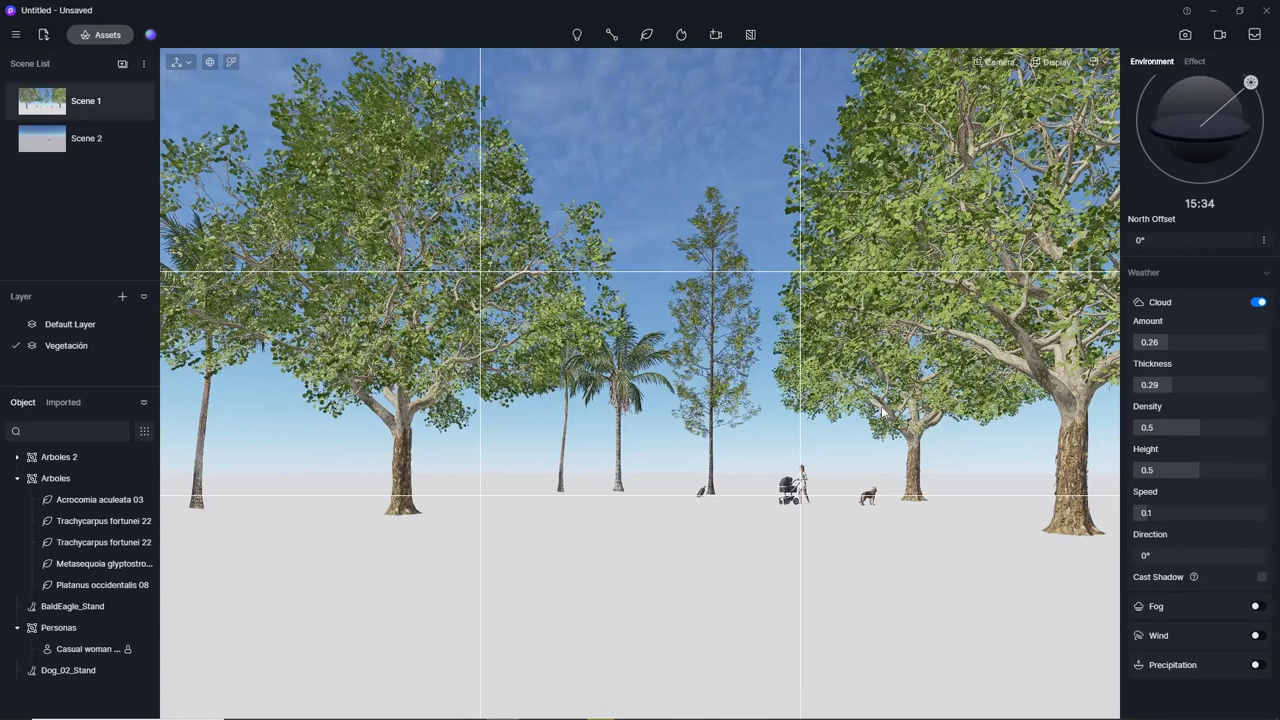 Untitled - Unsaved
Assets
Scene List
Scene 1
Scene 2
Layer
Default Layer
Vegetación
Object
Imported
Arboles 2
Arboles
Acrocomia aculeata 03
Trachycarpus fortunei 22
Trachycarpus fortunei 22
Metasequoia glyptostro...
Platanus occidentalis 08
BaldEagle_Stand
Personas
Casual woman ...
Dog_02_Stand
Camera
Display
Environment
Effect
15:34
North Offset
0°
Weather
Cloud
Amount
0.26
Thickness
0.29
Density
0.5
Height
0.5
Speed
0.1
Direction
0°
Cast Shadow
Fog
Wind
Precipitation